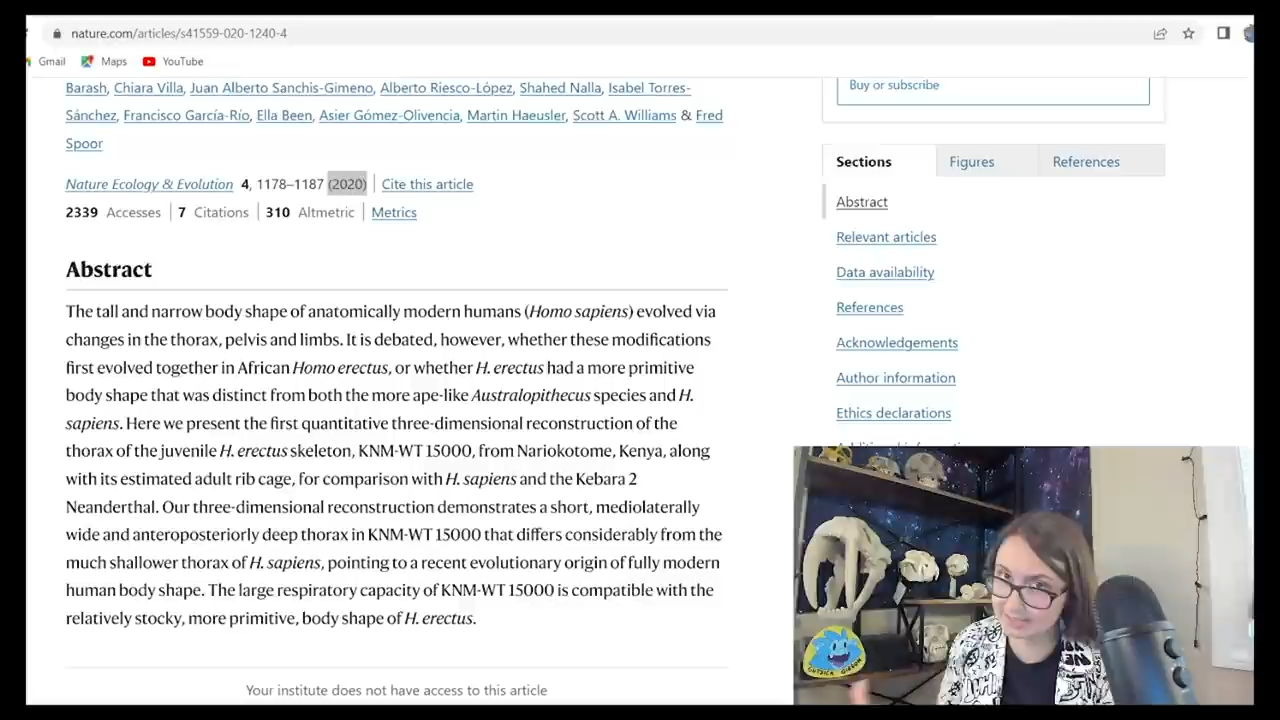 nature.com/articles/s41559-020-1240-4
Gmail Maps YouTube
Barash, Chiara Villa, Juan Alberto Sanchis-Gimeno, Alberto Riesco-López, Shahed Nalla, Isabel Torres-
Sánchez, Francisco García-Río, Ella Been, Asier Gómez-Olivencia, Martin Haeusler, Scott A. Williams & Fred
Spoor
Nature Ecology & Evolution 4, 1178–1187 (2020) Cite this article
2339 Accesses 7 Citations 310 Altmetric Metrics
Abstract
The tall and narrow body shape of anatomically modern humans (Homo sapiens) evolved via
changes in the thorax, pelvis and limbs. It is debated, however, whether these modifications
first evolved together in African Homo erectus, or whether H. erectus had a more primitive
body shape that was distinct from both the more ape-like Australopithecus species and H.
sapiens. Here we present the first quantitative three-dimensional reconstruction of the
thorax of the juvenile H. erectus skeleton, KNM-WT 15000, from Nariokotome, Kenya, along
with its estimated adult rib cage, for comparison with H. sapiens and the Kebara 2
Neanderthal. Our three-dimensional reconstruction demonstrates a short, mediolaterally
wide and anteroposteriorly deep thorax in KNM-WT 15000 that differs considerably from the
much shallower thorax of H. sapiens, pointing to a recent evolutionary origin of fully modern
human body shape. The large respiratory capacity of KNM-WT 15000 is compatible with the
relatively stocky, more primitive, body shape of H. erectus.
Your institute does not have access to this article
Buy or subscribe
Sections Figures References
Abstract
Relevant articles
Data availability
References
Acknowledgements
Author information
Ethics declarations